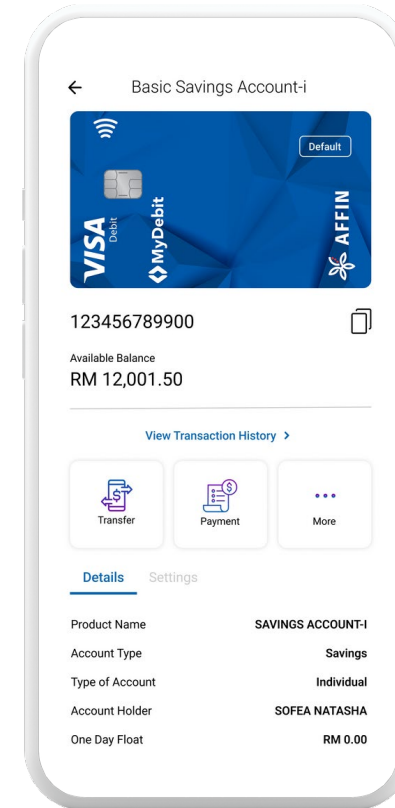 Basic Savings Account-i
Default
VISA
Debit
MyDebit
AFFIN
123456789900
Available Balance
RM 12,001.50
View Transaction History >
Transfer
Payment
More
Details Settings
Product Name SAVINGS ACCOUNT-I
Account Type Savings
Type of Account Individual
Account Holder SOFEA NATASHA
One Day Float RM 0.00